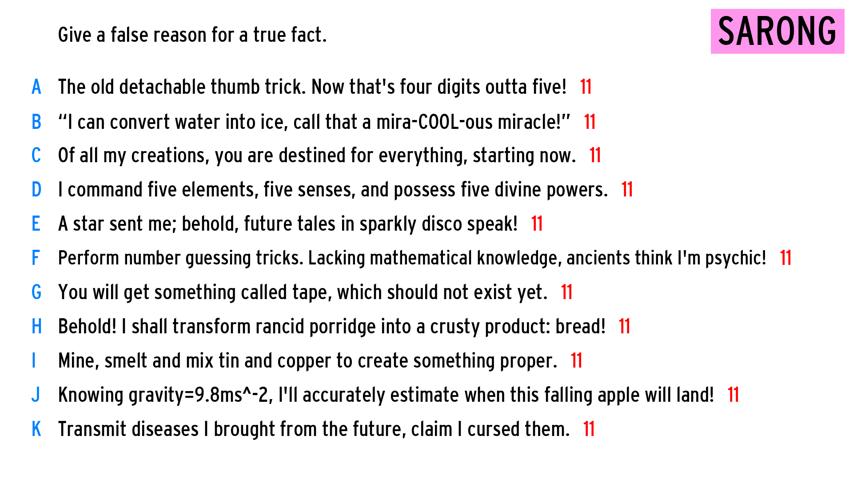 Give a false reason for a true fact.
SARONG
A The old detachable thumb trick. Now that's four digits outta five! 11
B “I can convert water into ice, call that a mira-COOL-ous miracle!” 11
C Of all my creations, you are destined for everything, starting now. 11
D I command five elements, five senses, and possess five divine powers. 11
E A star sent me; behold, future tales in sparkly disco speak! 11
F Perform number guessing tricks. Lacking mathematical knowledge, ancients think I'm psychic! 11
G You will get something called tape, which should not exist yet. 11
H Behold! I shall transform rancid porridge into a crusty product: bread! 11
I Mine, smelt and mix tin and copper to create something proper. 11
J Knowing gravity=9.8ms^-2, I'll accurately estimate when this falling apple will land! 11
K Transmit diseases I brought from the future, claim I cursed them. 11